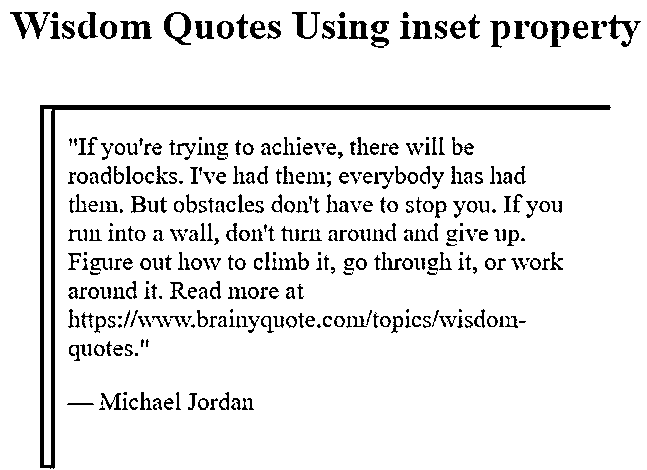 Wisdom Quotes Using inset property
"If you're trying to achieve, there will be
roadblocks. I've had them; everybody has had
them. But obstacles don't have to stop you. If you
run into a wall, don't turn around and give up.
Figure out how to climb it, go through it, or work
around it. Read more at
https://www.brainyquote.com/topics/wisdom-
quotes."
— Michael Jordan